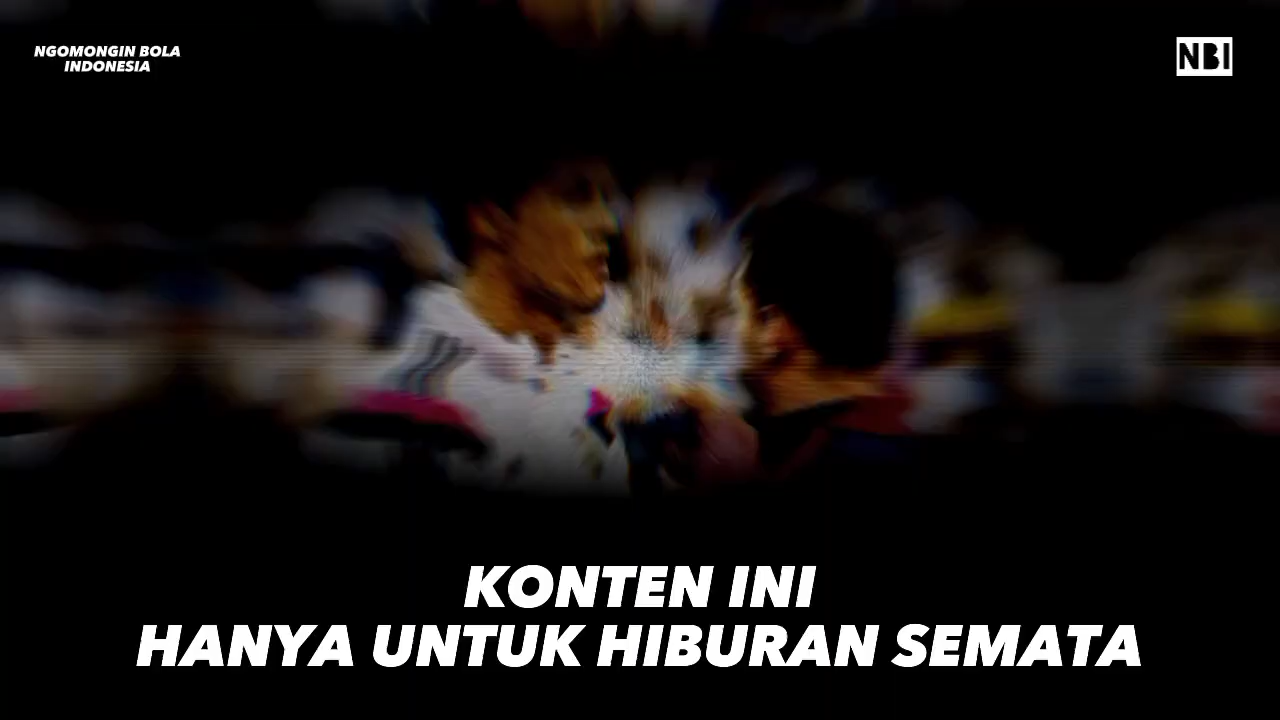 NGOMONGIN BOLA
INDONESIA
NBI
KONTEN INI
HANYA UNTUK HIBURAN SEMATA